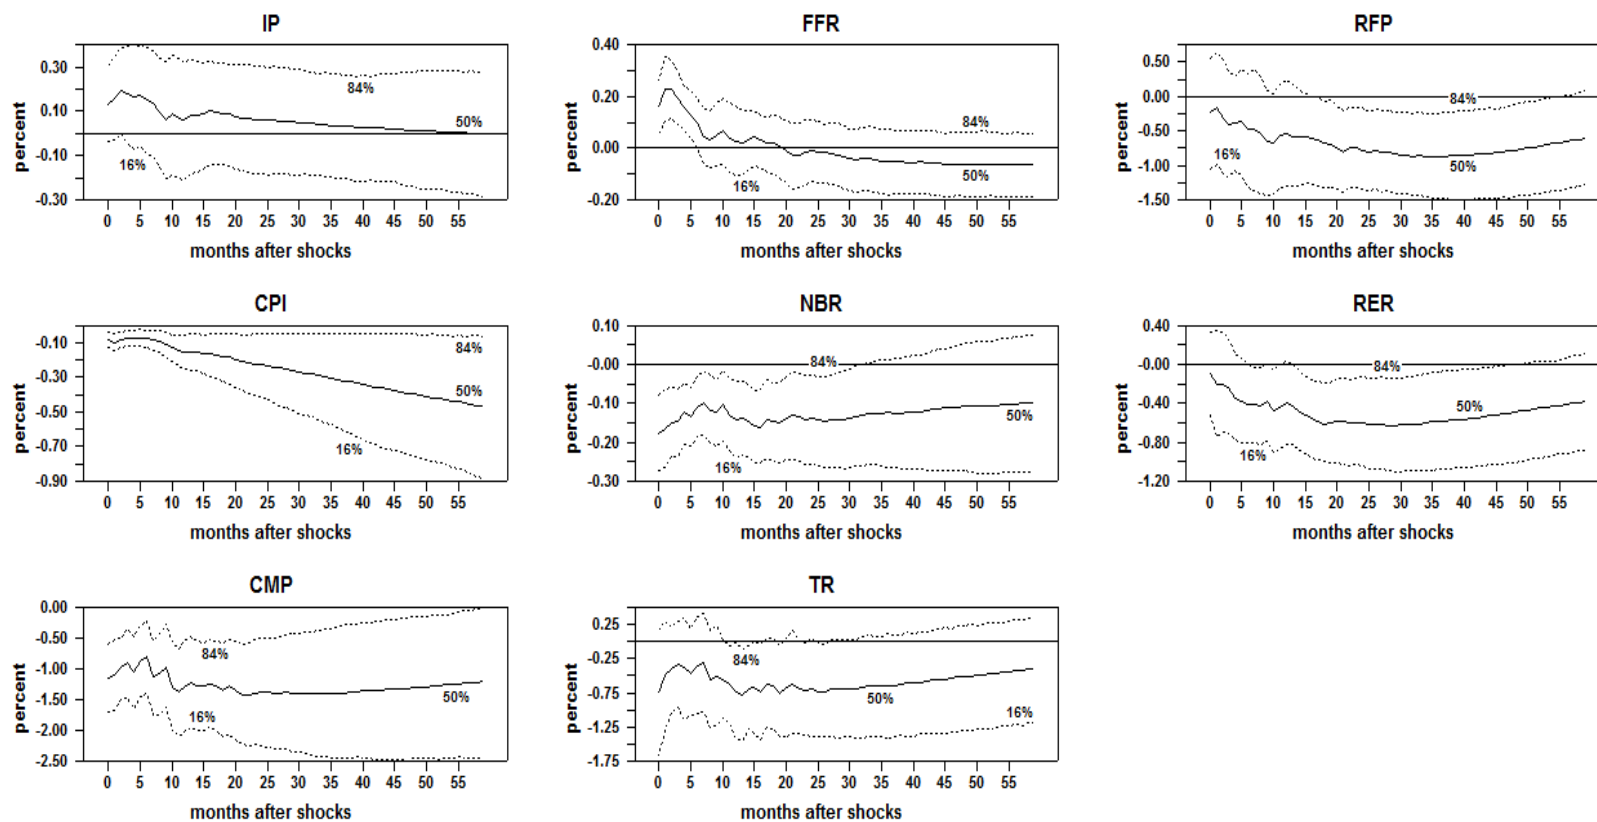 IP
percent
0.30
0.10
-0.10
-0.30
84%
50%
16%
0 5 10 15 20 25 30 35 40 45 50 55
months after shocks
FFR
percent
0.40
0.20
0.00
-0.20
84%
50%
16%
0 5 10 15 20 25 30 35 40 45 50 55
months after shocks
RFP
percent
0.50
0.00
-0.50
-1.00
-1.50
84%
16%
50%
0 5 10 15 20 25 30 35 40 45 50 55
months after shocks
CPI
percent
-0.10
-0.30
-0.50
-0.70
-0.90
84%
50%
16%
0 5 10 15 20 25 30 35 40 45 50 55
months after shocks
NBR
percent
0.10
-0.00
-0.10
-0.20
-0.30
84%
50%
16%
0 5 10 15 20 25 30 35 40 45 50 55
months after shocks
RER
percent
0.40
-0.00
-0.40
-0.80
-1.20
84%
50%
16%
0 5 10 15 20 25 30 35 40 45 50 55
months after shocks
CMP
percent
0.00
-0.50
-1.00
-1.50
-2.00
-2.50
84%
50%
16%
0 5 10 15 20 25 30 35 40 45 50 55
months after shocks
TR
percent
0.25
-0.25
-0.75
-1.25
-1.75
84%
50%
16%
0 5 10 15 20 25 30 35 40 45 50 55
months after shocks